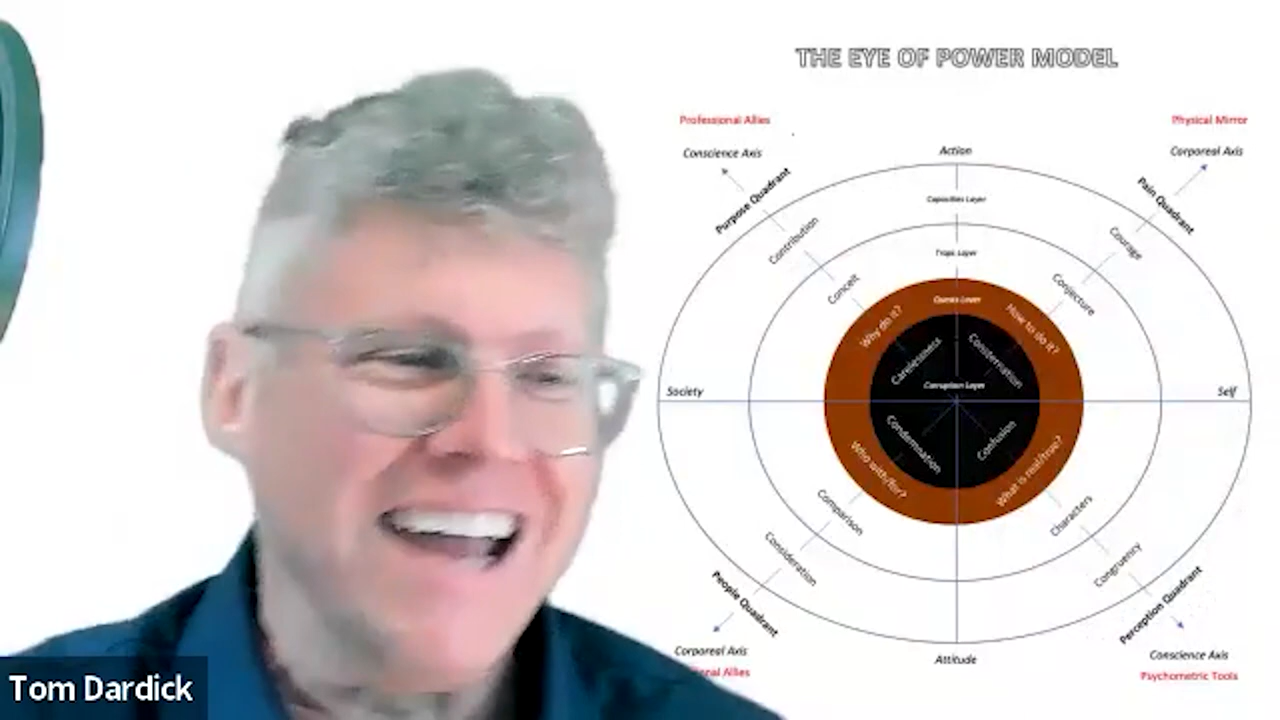 THE EYE OF POWER MODEL
Professional Allies
Physical Mirror
Conscience Axis
Action
Corporeal Axis
Purpose Quadrant
Pain Quadrant
Capacities Layer
Contribution
Courage
Tropic Layer
Conceit
Conjecture
Quests Layer
Why do it?
How to do it?
Carelessness
Consternation
Corruption Layer
Society
Self
Condemnation
Confusion
Who with/for?
What is real/true?
Comparison
Characters
Consideration
Congruency
People Quadrant
Perception Quadrant
Corporeal Axis
Attitude
Conscience Axis
Allies
Psychometric Tools
Tom Dardick